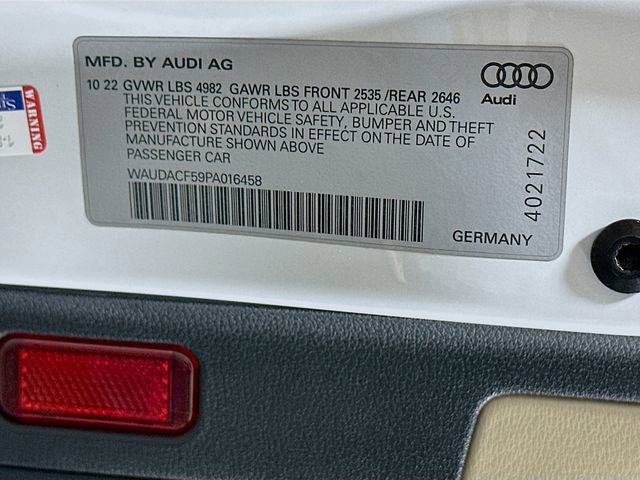 MFD. BY AUDI AG
10 22 GVWR LBS 4982 GAWR LBS FRONT 2535 /REAR 2646
THIS VEHICLE CONFORMS TO ALL APPLICABLE U.S.
FEDERAL MOTOR VEHICLE SAFETY, BUMPER AND THEFT
PREVENTION STANDARDS IN EFFECT ON THE DATE OF
MANUFACTURE SHOWN ABOVE
PASSENGER CAR
WAUDACF59PA016458
GERMANY
Audi
4021722
WARNING